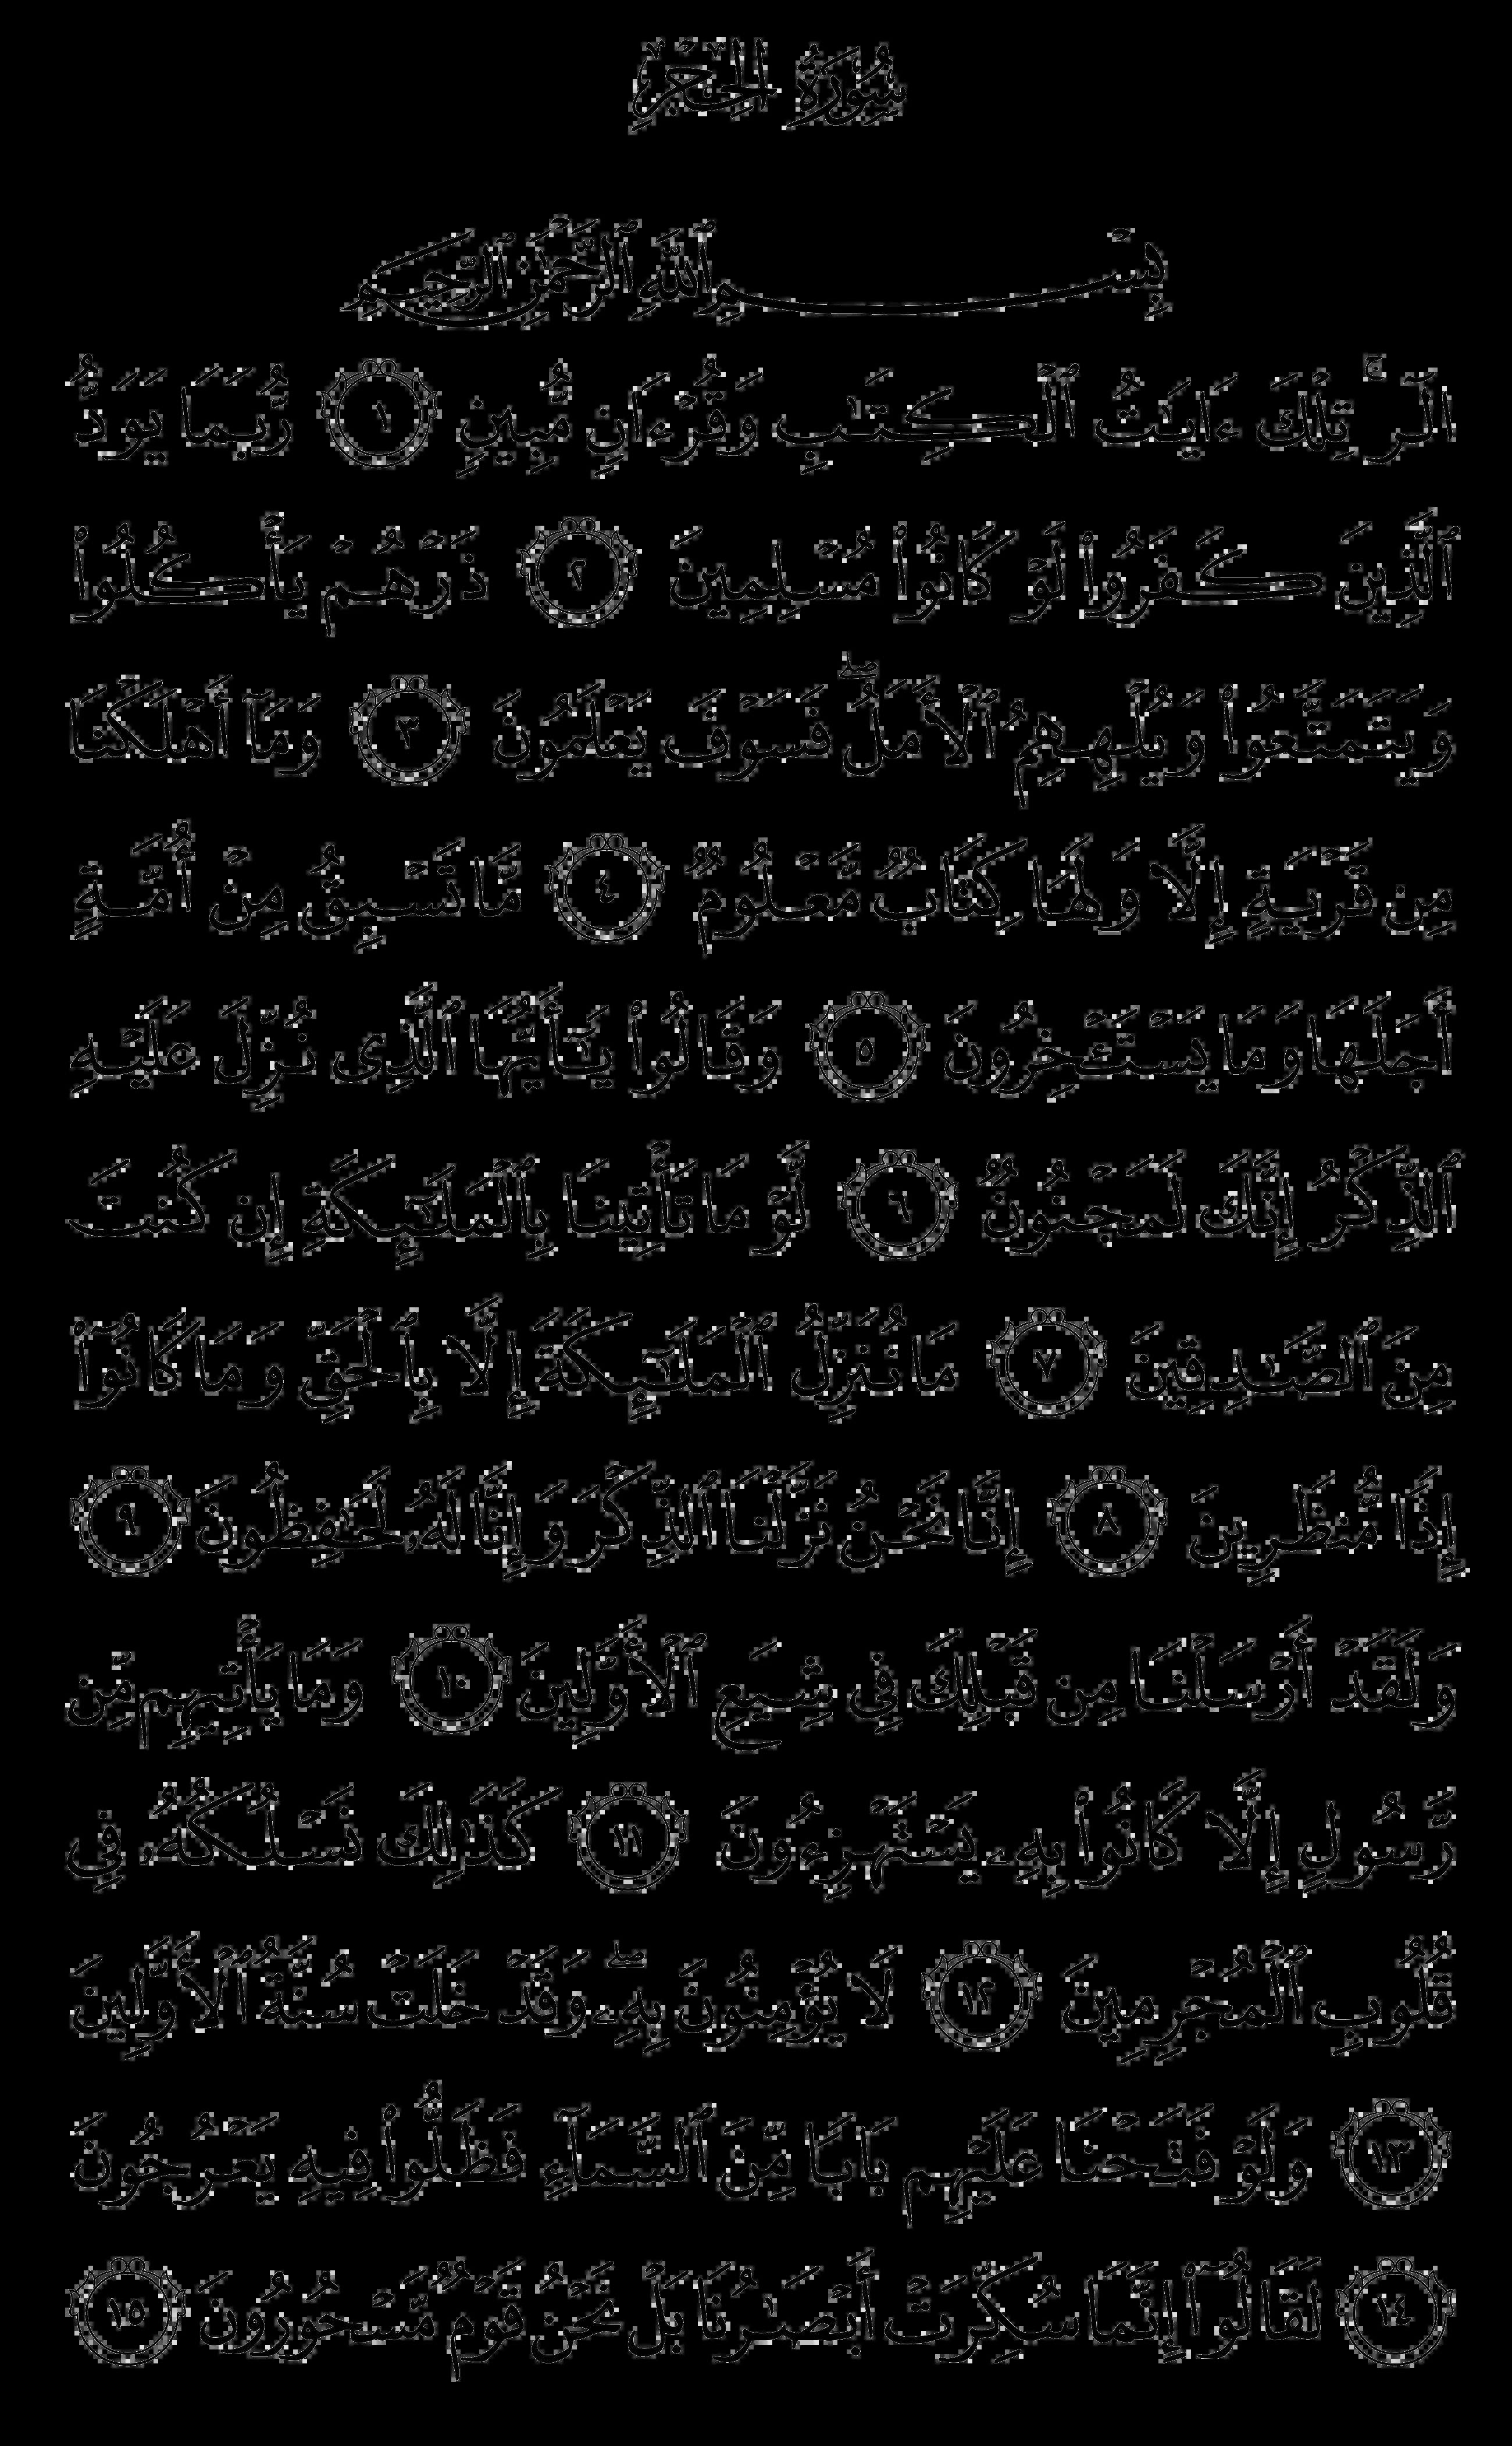 سُورَةُ الحِجْرِ
بِسْمِ ٱللَّهِ ٱلرَّحْمَٰنِ ٱلرَّحِيمِ
الٓر ۚ تِلْكَ ءَايَٰتُ ٱلْكِتَٰبِ وَقُرْءَانٍ مُّبِينٍ ١ رُّبَمَا يَوَدُّ
ٱلَّذِينَ كَفَرُوا۟ لَوْ كَانُوا۟ مُسْلِمِينَ ٢ ذَرْهُمْ يَأْكُلُوا۟
وَيَتَمَتَّعُوا۟ وَيُلْهِهِمُ ٱلْأَمَلُ ۖ فَسَوْفَ يَعْلَمُونَ ٣ وَمَآ أَهْلَكْنَا
مِن قَرْيَةٍ إِلَّا وَلَهَا كِتَابٌ مَّعْلُومٌ ٤ مَّا تَسْبِقُ مِنْ أُمَّةٍ
أَجَلَهَا وَمَا يَسْتَـْٔخِرُونَ ٥ وَقَالُوا۟ يَٰٓأَيُّهَا ٱلَّذِى نُزِّلَ عَلَيْهِ
ٱلذِّكْرُ إِنَّكَ لَمَجْنُونٌ ٦ لَّوْ مَا تَأْتِينَا بِٱلْمَلَٰٓئِكَةِ إِن كُنتَ
مِنَ ٱلصَّٰدِقِينَ ٧ مَا نُنَزِّلُ ٱلْمَلَٰٓئِكَةَ إِلَّا بِٱلْحَقِّ وَمَا كَانُوٓا۟
إِذًا مُّنظَرِينَ ٨ إِنَّا نَحْنُ نَزَّلْنَا ٱلذِّكْرَ وَإِنَّا لَهُۥ لَحَٰفِظُونَ ٩
وَلَقَدْ أَرْسَلْنَا مِن قَبْلِكَ فِى شِيَعِ ٱلْأَوَّلِينَ ١٠ وَمَا يَأْتِيهِم مِّن
رَّسُولٍ إِلَّا كَانُوا۟ بِهِۦ يَسْتَهْزِءُونَ ١١ كَذَٰلِكَ نَسْلُكُهُۥ فِى
قُلُوبِ ٱلْمُجْرِمِينَ ١٢ لَا يُؤْمِنُونَ بِهِۦ ۖ وَقَدْ خَلَتْ سُنَّةُ ٱلْأَوَّلِينَ
١٣ وَلَوْ فَتَحْنَا عَلَيْهِم بَابًا مِّنَ ٱلسَّمَآءِ فَظَلُّوا۟ فِيهِ يَعْرُجُونَ
١٤ لَقَالُوٓا۟ إِنَّمَا سُكِّرَتْ أَبْصَٰرُنَا بَلْ نَحْنُ قَوْمٌ مَّسْحُورُونَ ١٥